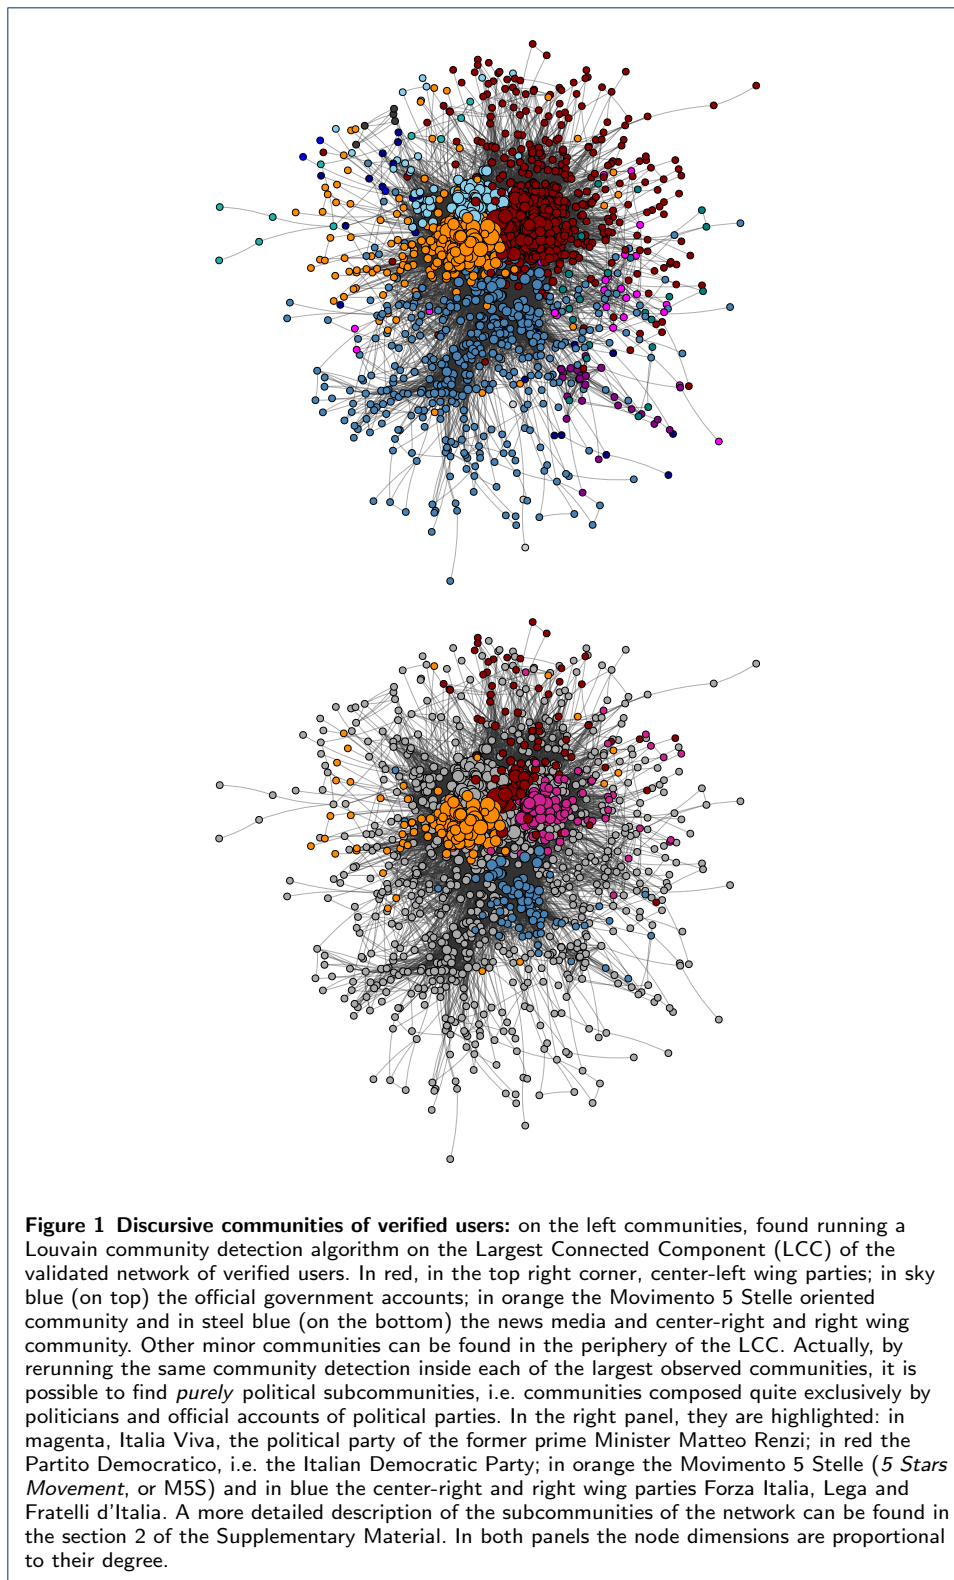 Figure 1 Discursive communities of verified users: on the left communities, found running a
Louvain community detection algorithm on the Largest Connected Component (LCC) of the
validated network of verified users. In red, in the top right corner, center-left wing parties; in sky
blue (on top) the official government accounts; in orange the Movimento 5 Stelle oriented
community and in steel blue (on the bottom) the news media and center-right and right wing
community. Other minor communities can be found in the periphery of the LCC. Actually, by
rerunning the same community detection inside each of the largest observed communities, it is
possible to find purely political subcommunities, i.e. communities composed quite exclusively by
politicians and official accounts of political parties. In the right panel, they are highlighted: in
magenta, Italia Viva, the political party of the former prime Minister Matteo Renzi; in red the
Partito Democratico, i.e. the Italian Democratic Party; in orange the Movimento 5 Stelle (5 Stars
Movement, or M5S) and in blue the center-right and right wing parties Forza Italia, Lega and
Fratelli d'Italia. A more detailed description of the subcommunities of the network can be found in
the section 2 of the Supplementary Material. In both panels the node dimensions are proportional
to their degree.